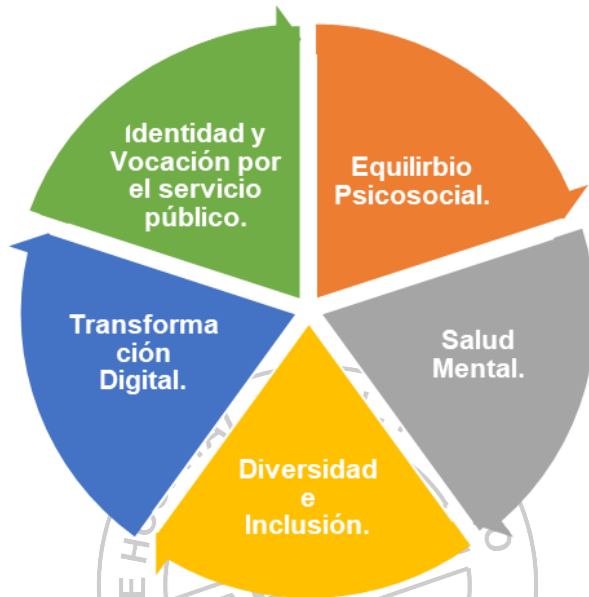 Identidad y
Vocación por
el servicio
público.
Equilirbio
Psicosocial.
Salud
Mental.
Diversidad
e
Inclusión.
Transforma
ción
Digital.